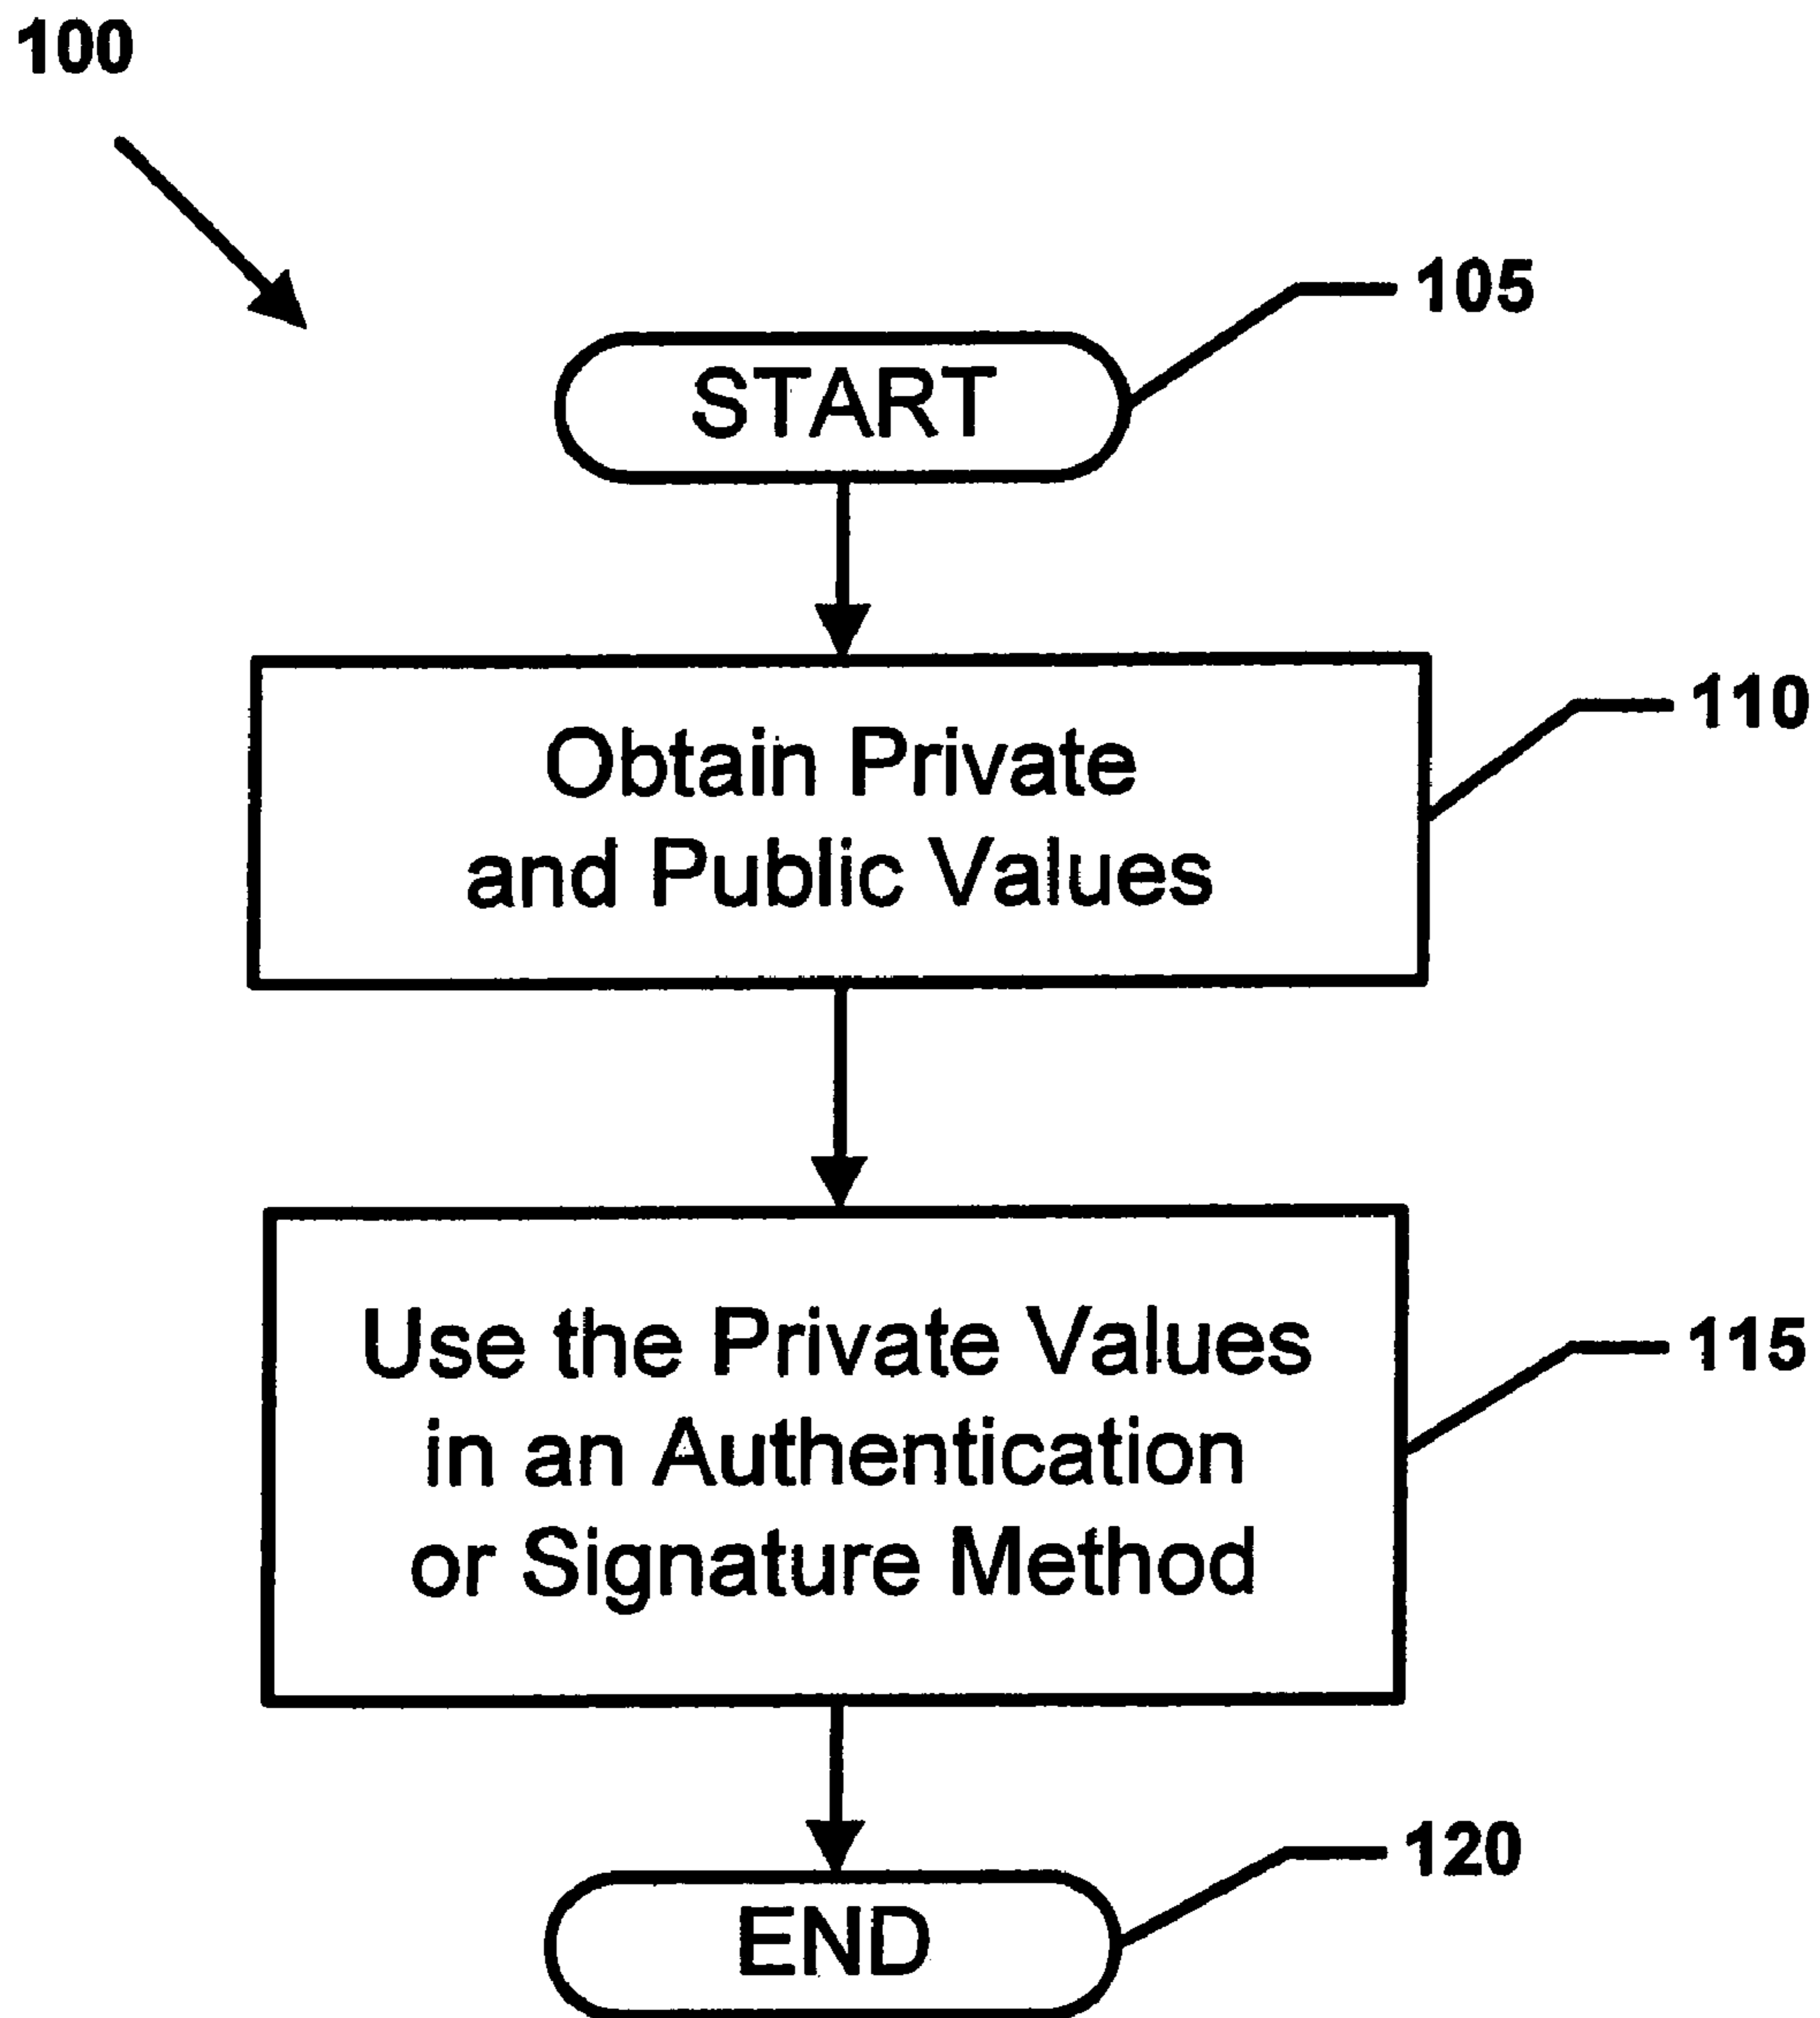 100
105
START
110
Obtain Private
and Public Values
115
Use the Private Values
in an Authentication
or Signature Method
120
END